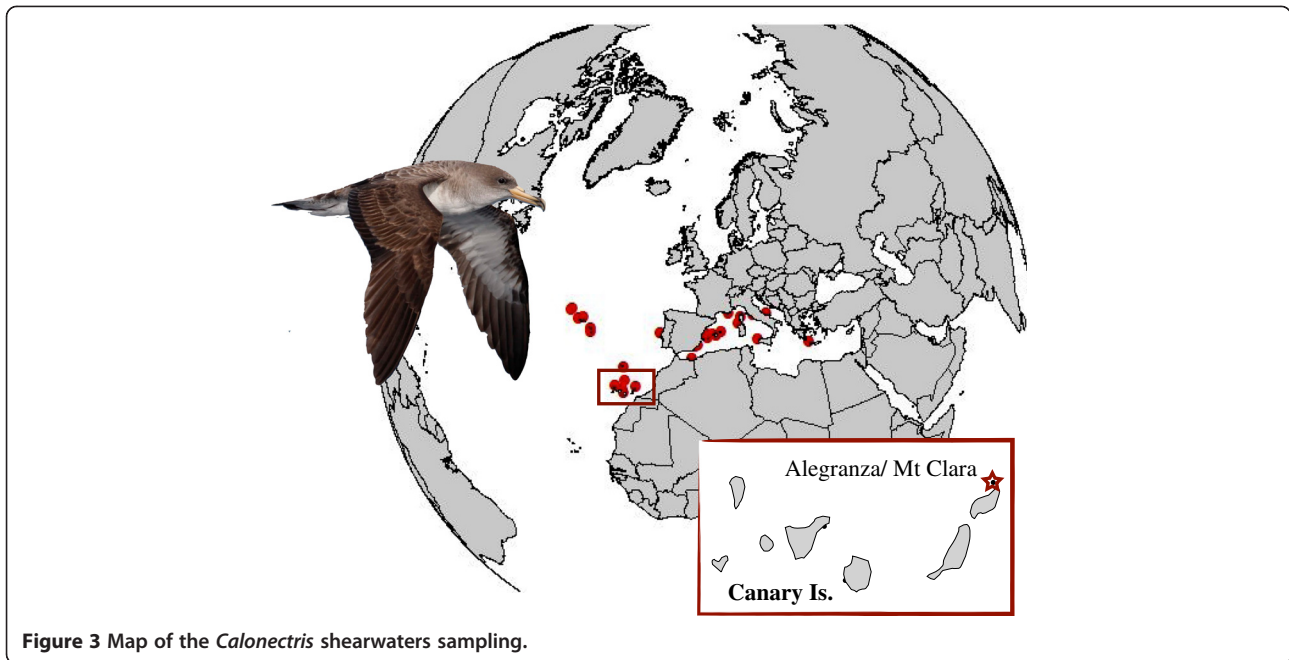 Alegranza/ Mt Clara
Canary Is.
Figure 3 Map of the Calonectris shearwaters sampling.